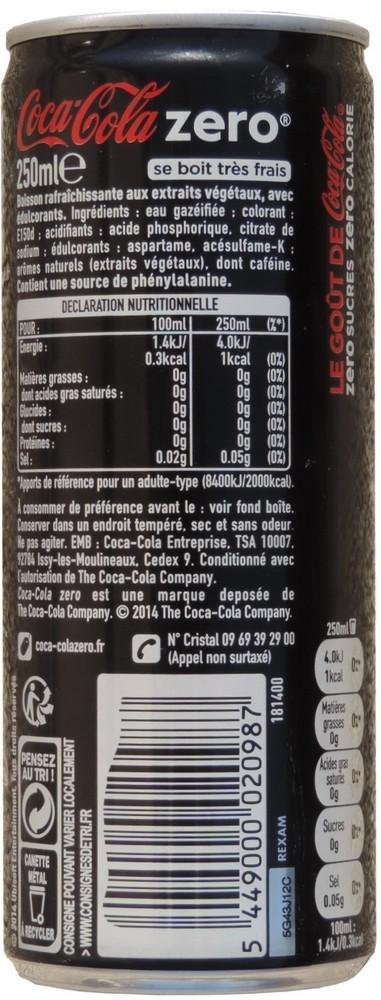 Coca-Cola zero®
250ml e
se boit très frais
Boisson rafraîchissante aux extraits végétaux, avec
édulcorants. Ingrédients : eau gazéifiée ; colorant :
E150d ; acidifiants : acide phosphorique, citrate de
sodium ; édulcorants : aspartame, acésulfame-K ;
arômes naturels (extraits végétaux), dont caféine.
Contient une source de phénylalanine.
DECLARATION NUTRITIONNELLE
POUR : 100ml 250ml (%*)
Energie : 1.4kJ/ 4.0kJ/
0.3kcal 1kcal (0%)
Matières grasses : 0g 0g (0%)
dont acides gras saturés : 0g 0g (0%)
Glucides : 0g 0g (0%)
dont sucres : 0g 0g (0%)
Protéines : 0g 0g (0%)
Sel : 0.02g 0.05g (0%)
*Apports de référence pour un adulte-type (8400kJ/2000kcal).
A consommer de préférence avant le : voir fond boîte.
Conserver dans un endroit tempéré, sec et sans odeur.
Ne pas agiter. EMB : Coca-Cola Entreprise, TSA 10007,
92784 Issy-les-Moulineaux, Cedex 9. Conditionné avec
l'autorisation de The Coca-Cola Company.
Coca-Cola zero est une marque deposée de
The Coca-Cola Company. © 2014 The Coca-Cola Company.
coca-colazero.fr
N° Cristal 09 69 39 29 00
(Appel non surtaxé)
PENSEZ
AU TRI !
CANETTE
MÉTAL
À RECYCLER
© 2014 Ubisoft Entertainment. Tous droits réservés
CONSIGNE POUVANT VARIER LOCALEMENT
> WWW.CONSIGNESDETRI.FR
5 449000 020987
181400
REXAM
5G43J12C
LE GOÛT DE Coca-Cola®
zero SUCRES zero CALORIE
250ml
4.0kJ
1kcal
0%*
Matières
grasses
0g
0%*
Acides gras
saturés
0g
0%*
Sucres
0g
0%*
Sel
0.05g
0%*
100ml :
1.4kJ/0.3kcal